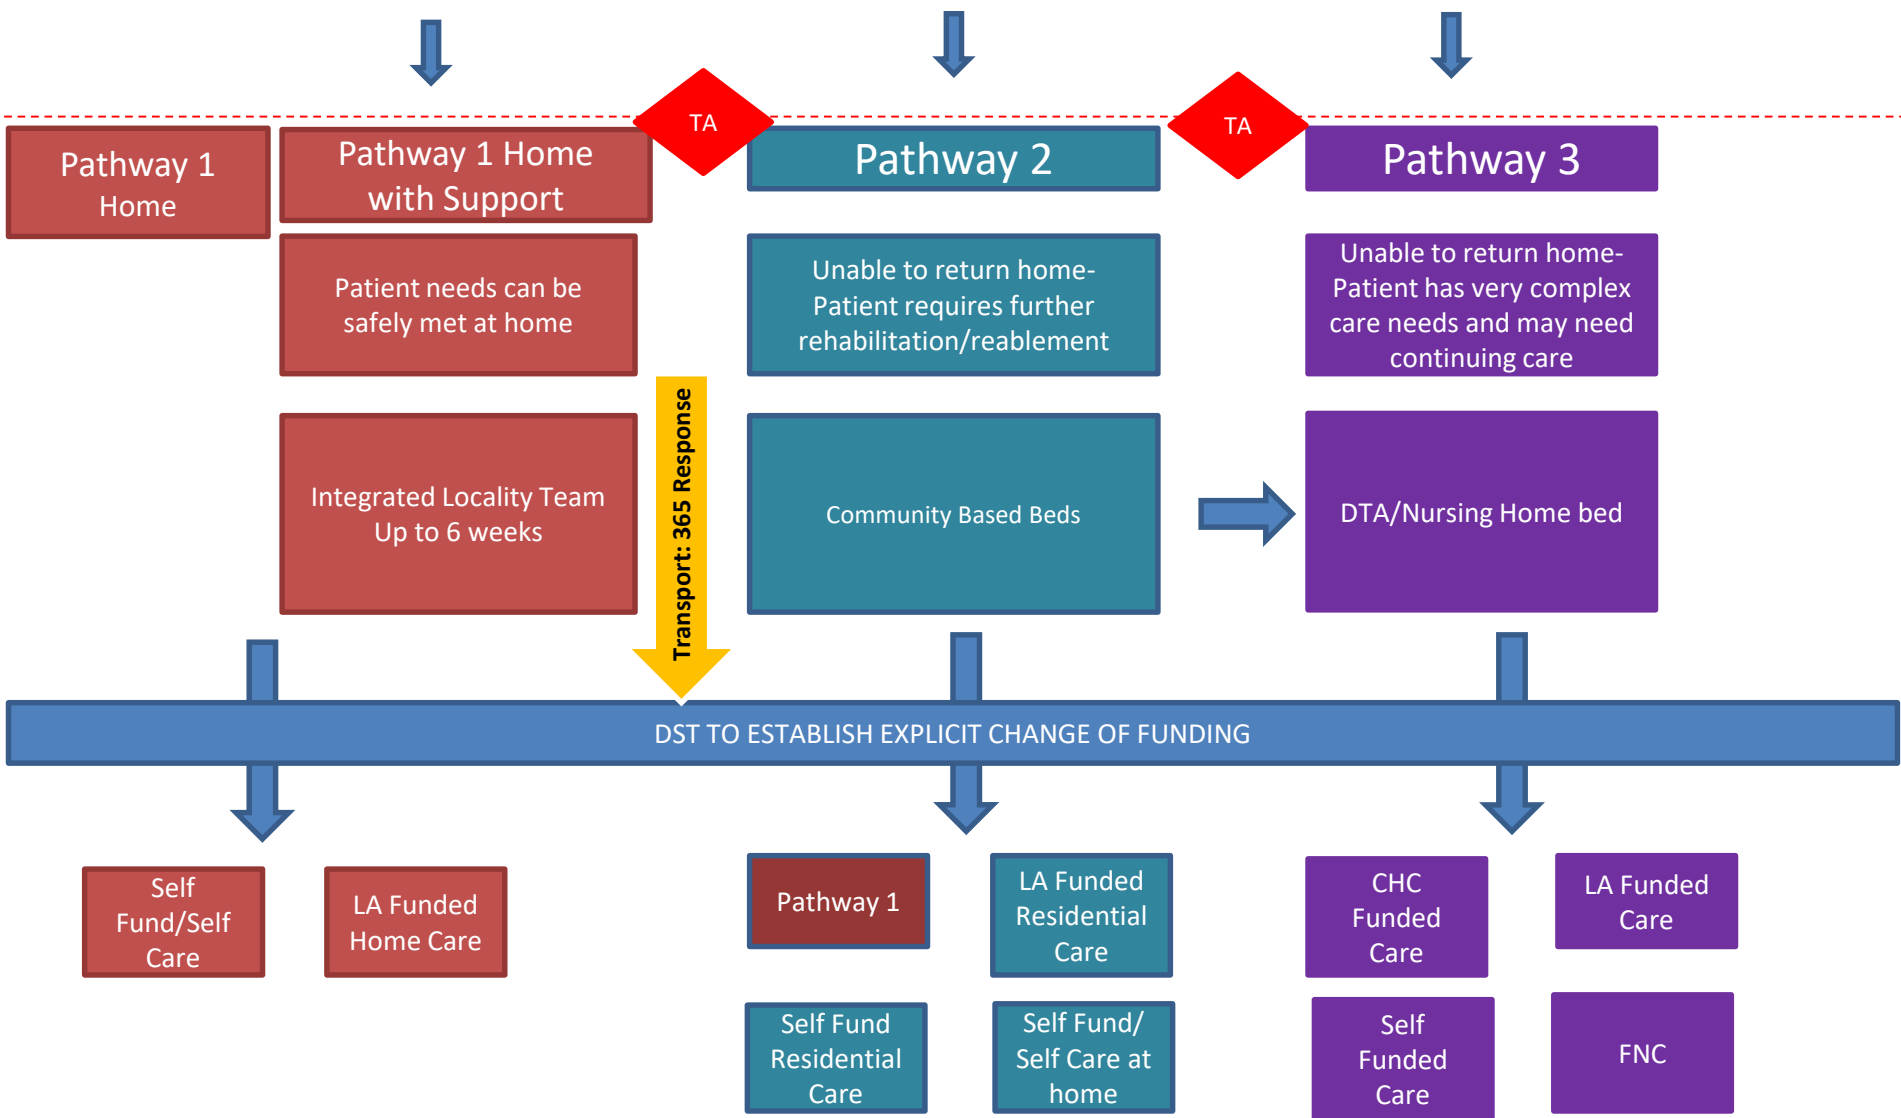 TA
TA
Pathway 1
Home
Pathway 1 Home
with Support
Pathway 2
Pathway 3
Patient needs can be
safely met at home
Unable to return home-
Patient requires further
rehabilitation/reablement
Unable to return home-
Patient has very complex
care needs and may need
continuing care
Integrated Locality Team
Up to 6 weeks
Transport: 365 Response
Community Based Beds
DTA/Nursing Home bed
DST TO ESTABLISH EXPLICIT CHANGE OF FUNDING
Self
Fund/Self
Care
LA Funded
Home Care
Pathway 1
LA Funded
Residential
Care
CHC
Funded
Care
LA Funded
Care
Self Fund
Residential
Care
Self Fund/
Self Care at
home
Self
Funded
Care
FNC